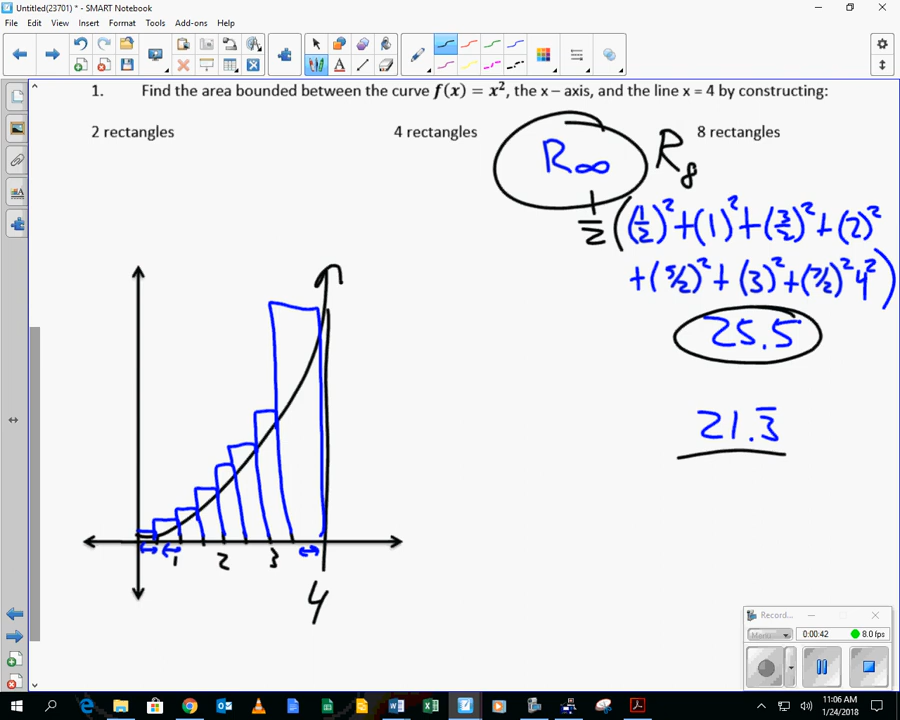 Untitled(23701) * - SMART Notebook
File Edit View Insert Format Tools Add-ons Help
1. Find the area bounded between the curve f(x) = x², the x – axis, and the line x = 4 by constructing:
2 rectangles 4 rectangles 8 rectangles
R∞ R₈
1/2 ((1/2)² + (1)² + (3/2)² + (2)²
+ (5/2)² + (3)² + (7/2)² 4²)
25.5
21.3̅
1 2 3
4
Record...
Menu
0:00:42 8.0 fps
11:06 AM
1/24/2018